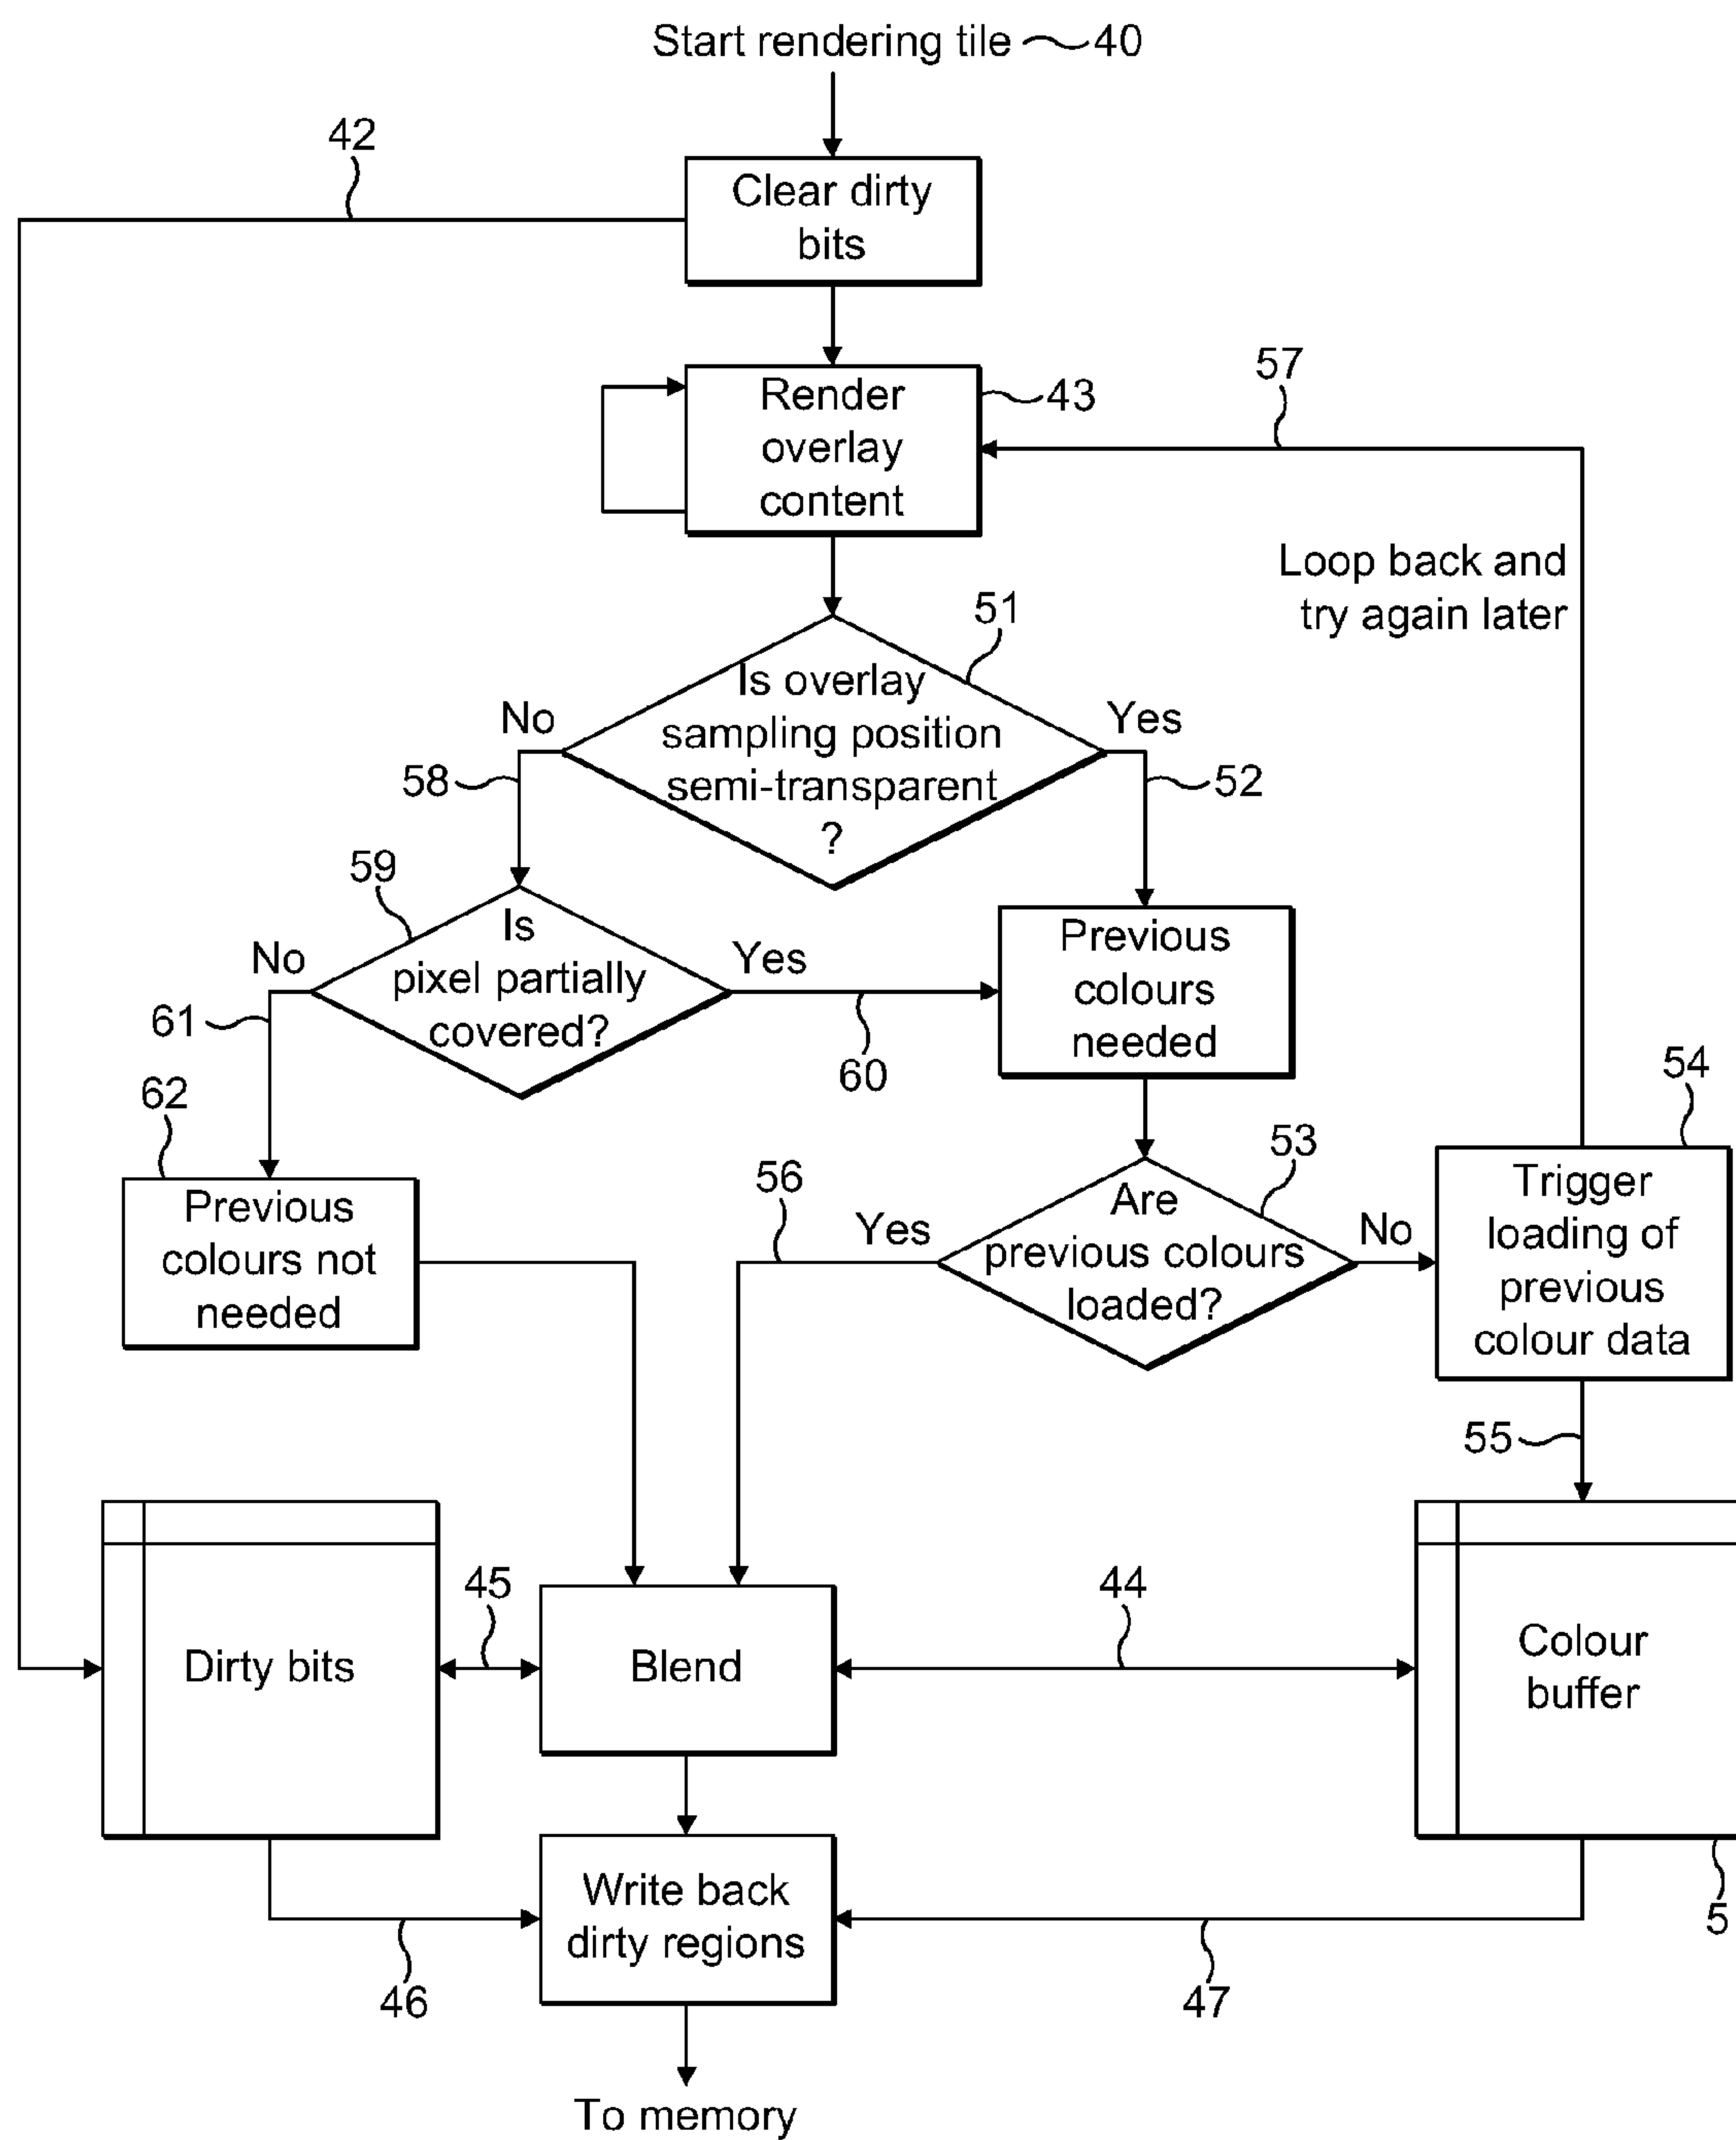 Start rendering tile 40
42
Clear dirty
bits
57
Render
overlay
content
43
Loop back and
try again later
51
Is overlay
sampling position
semi-transparent
?
No
Yes
58
52
59
Is
pixel partially
covered?
No
Yes
61
60
Previous
colours
needed
54
62
Previous
colours not
needed
56
53
Are
previous colours
loaded?
Yes
No
Trigger
loading of
previous
colour data
55
45
44
Dirty bits
Blend
Colour
buffer
Write back
dirty regions
5
46
47
To memory